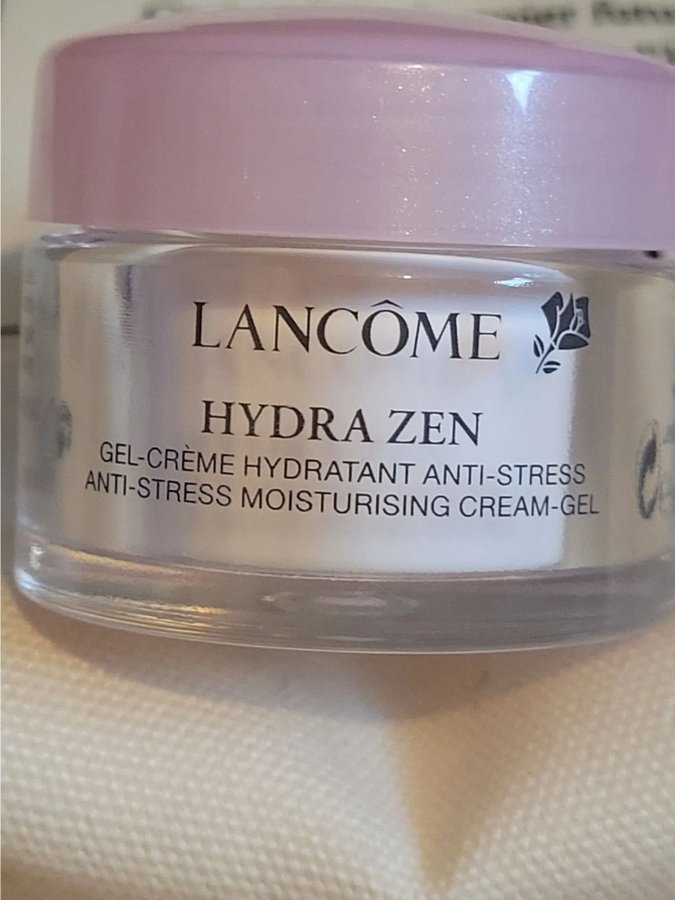 LANCÔME
HYDRA ZEN
GEL-CRÈME HYDRATANT ANTI-STRESS
ANTI-STRESS MOISTURISING CREAM-GEL